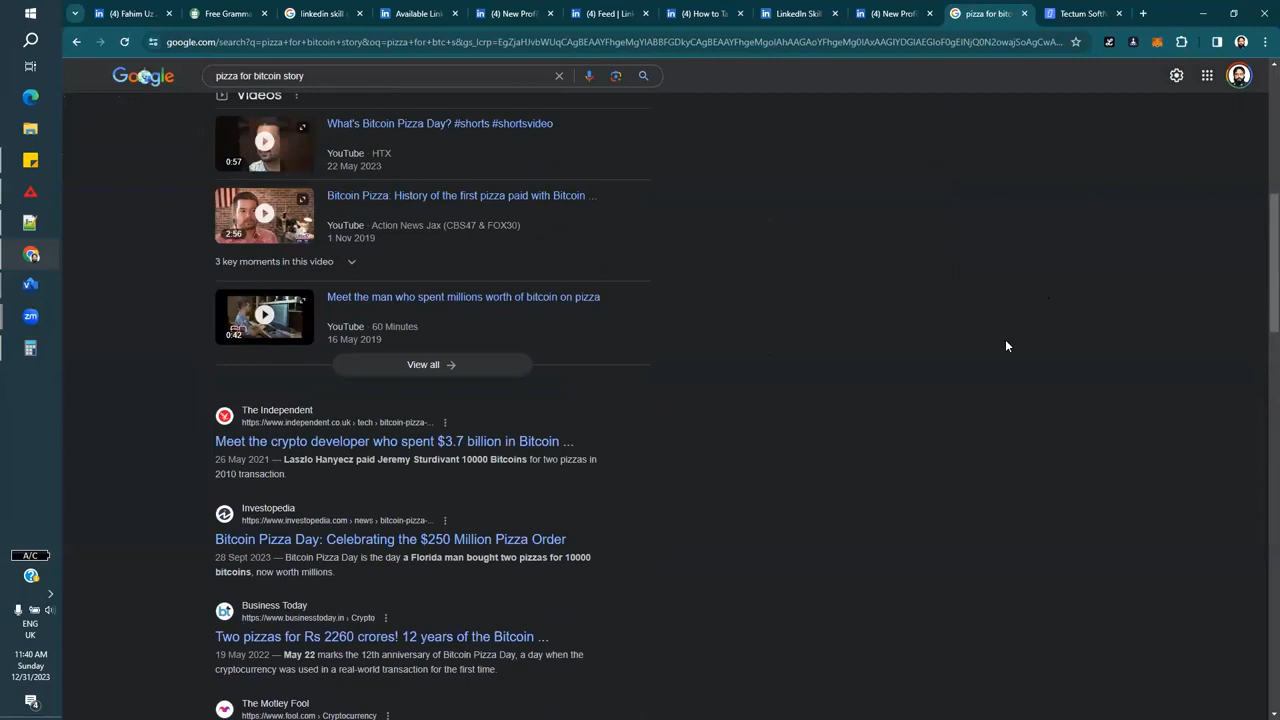 (4) Fahim Uz
Free Gramma
linkedin skill
Available Lin
(4) New Prof
(4) Feed | Lin
(4) How to Ta
LinkedIn Skill
(4) New Prof
pizza for bi
Tectum Soft
google.com/search?q=pizza+for+bitcoin+story&oq=pizza+for+btc+s&gs_lcrp=
Google
pizza for bitcoin story
Videos
What's Bitcoin Pizza Day? #shorts #shortsvideo
0:57
YouTube · HTX
22 May 2023
Bitcoin Pizza: History of the first pizza paid with Bitcoin ...
2:56
YouTube · Action News Jax (CBS47 & FOX30)
1 Nov 2019
3 key moments in this video
Meet the man who spent millions worth of bitcoin on pizza
0:42
YouTube · 60 Minutes
16 May 2019
View all
The Independent
https://www.independent.co.uk › tech › bitcoin-pizza-...
Meet the crypto developer who spent $3.7 billion in Bitcoin ...
26 May 2021 — Laszlo Hanyecz paid Jeremy Sturdivant 10000 Bitcoins for two pizzas in
2010 transaction.
Investopedia
https://www.investopedia.com › news › bitcoin-pizza-...
Bitcoin Pizza Day: Celebrating the $250 Million Pizza Order
28 Sept 2023 — Bitcoin Pizza Day is the day a Florida man bought two pizzas for 10000
bitcoins, now worth millions.
Business Today
https://www.businesstoday.in › Crypto
Two pizzas for Rs 2260 crores! 12 years of the Bitcoin ...
19 May 2022 — May 22 marks the 12th anniversary of Bitcoin Pizza Day, a day when the
cryptocurrency was used in a real-world transaction for the first time.
The Motley Fool
https://www.fool.com › Cryptocurrency
zm
A/C
ENG
UK
11:40 AM
Sunday
12/31/2023
4